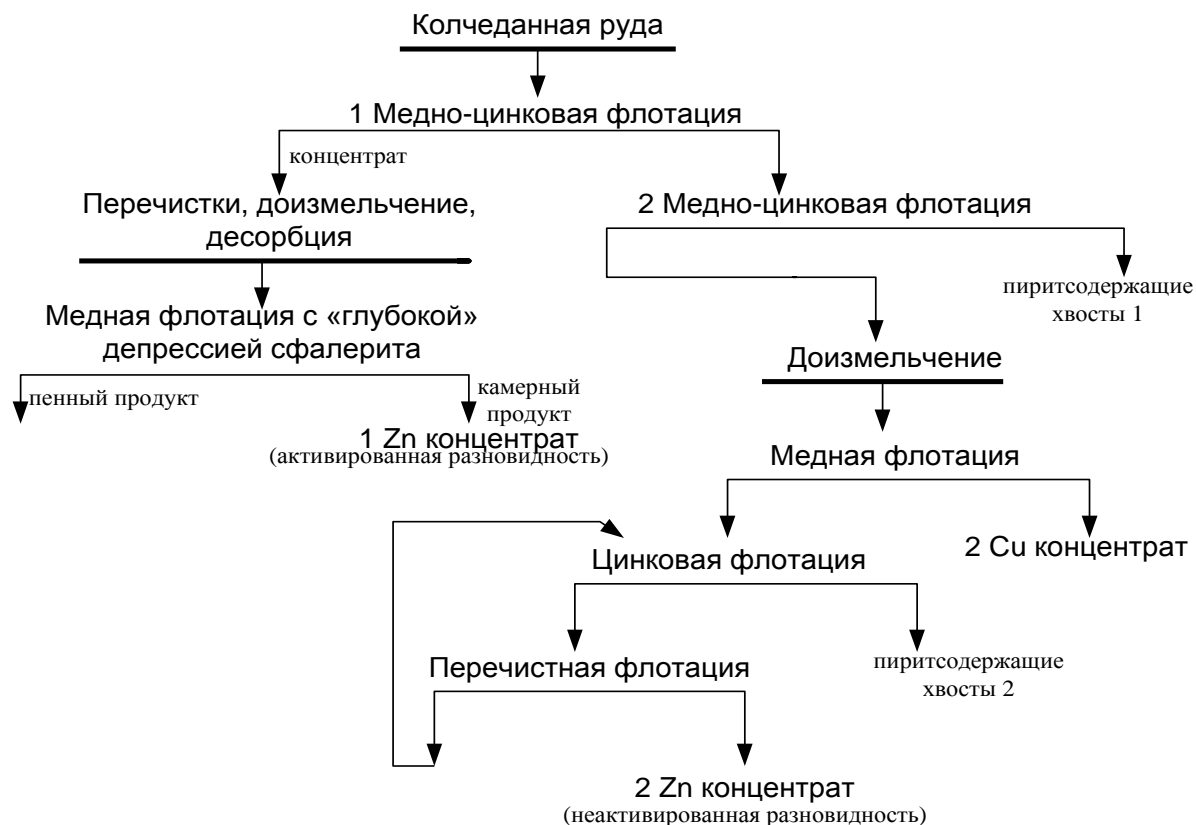 Колчеданная руда
1 Медно-цинковая флотация
концентрат
Перечистки, доизмельчение,
десорбция
2 Медно-цинковая флотация
пиритсодержащие
хвосты 1
Медная флотация с «глубокой»
депрессией сфалерита
Доизмельчение
пенный продукт
камерный
продукт
1 Zn концентрат
(активированная разновидность)
Медная флотация
Цинковая флотация
2 Cu концентрат
Перечистная флотация
пиритсодержащие
хвосты 2
2 Zn концентрат
(неактивированная разновидность)